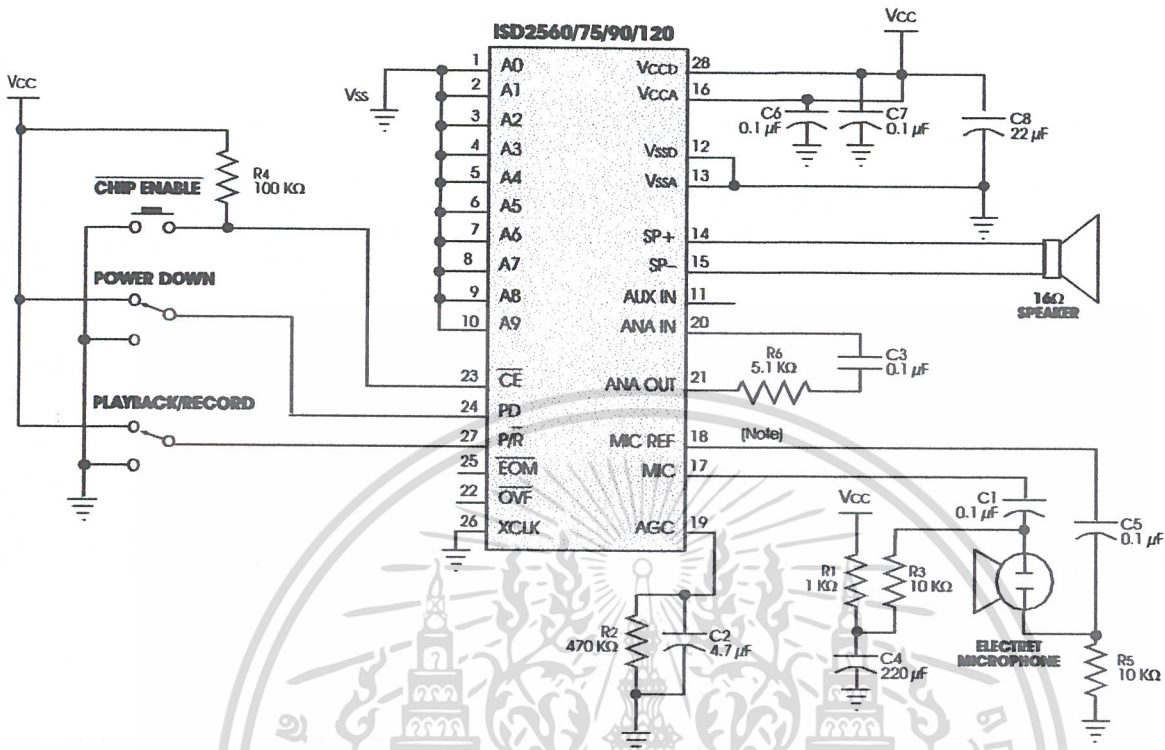 ISD2560/75/90/120
VCC
VSS
R4
100 KΩ
CHIP ENABLE
POWER DOWN
PLAYBACK/RECORD
1 A0
2 A1
3 A2
4 A3
5 A4
6 A5
7 A6
8 A7
9 A8
10 A9
23 CE
24 PD
27 P/R
25 EOM
22 OVF
26 XCLK
VCCD 28
VCCA 16
VSSD 12
VSSA 13
SP+ 14
SP– 15
AUX IN 11
ANA IN 20
ANA OUT 21
MIC REF 18
MIC 17
AGC 19
VCC
C6
0.1 µF
C7
0.1 µF
C8
22 µF
16Ω
SPEAKER
R6
5.1 KΩ
C3
0.1 µF
[Note]
VCC
C1
0.1 µF
C5
0.1 µF
R1
1 KΩ
R3
10 KΩ
C4
220 µF
ELECTRET
MICROPHONE
R5
10 KΩ
R2
470 KΩ
C2
4.7 µF